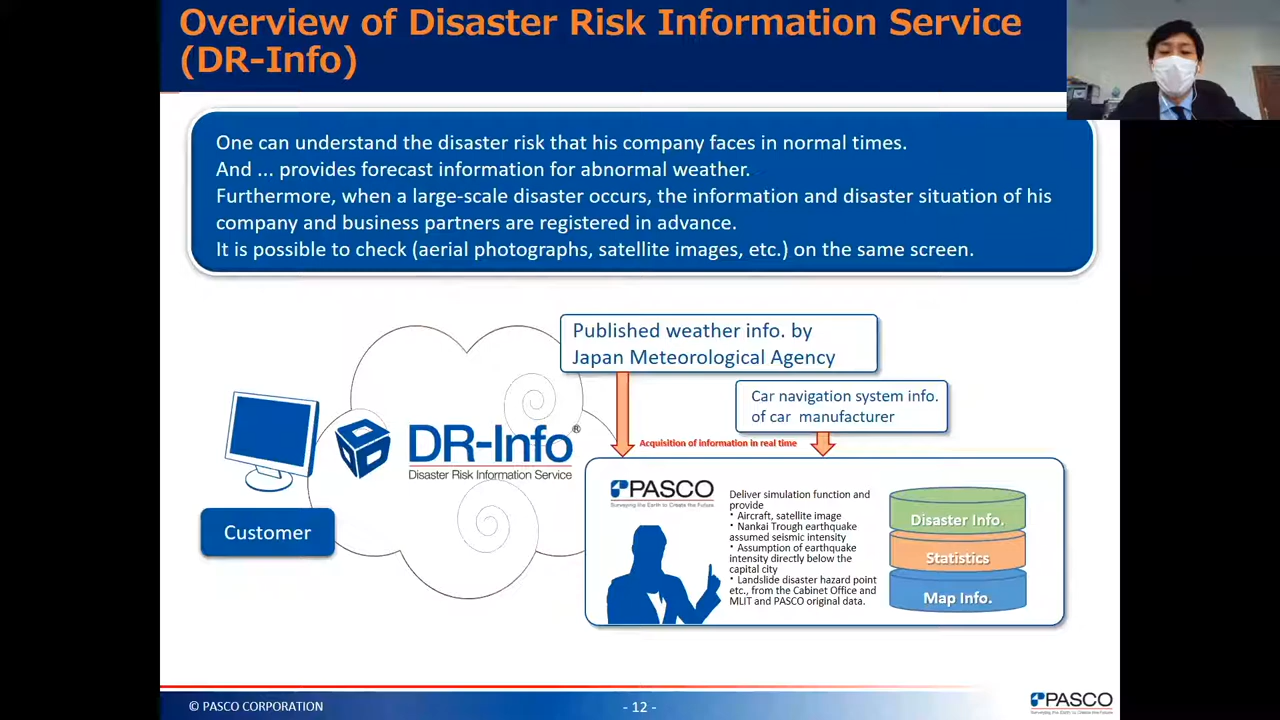 Overview of Disaster Risk Information Service
(DR-Info)
One can understand the disaster risk that his company faces in normal times.
And ... provides forecast information for abnormal weather.
Furthermore, when a large-scale disaster occurs, the information and disaster situation of his
company and business partners are registered in advance.
It is possible to check (aerial photographs, satellite images, etc.) on the same screen.
Published weather info. by
Japan Meteorological Agency
Car navigation system info.
of car manufacturer
Acquisition of information in real time
DR-Info®
Disaster Risk Information Service
Customer
PASCO
Surveying the Earth to Create the Future
Deliver simulation function and
provide
・Aircraft, satellite image
・Nankai Trough earthquake
assumed seismic intensity
・Assumption of earthquake
intensity directly below the
capital city
・Landslide disaster hazard point
etc., from the Cabinet Office and
MLIT and PASCO original data.
Disaster Info.
Statistics
Map Info.
© PASCO CORPORATION
- 12 -
PASCO
Surveying the Earth to Create the Future